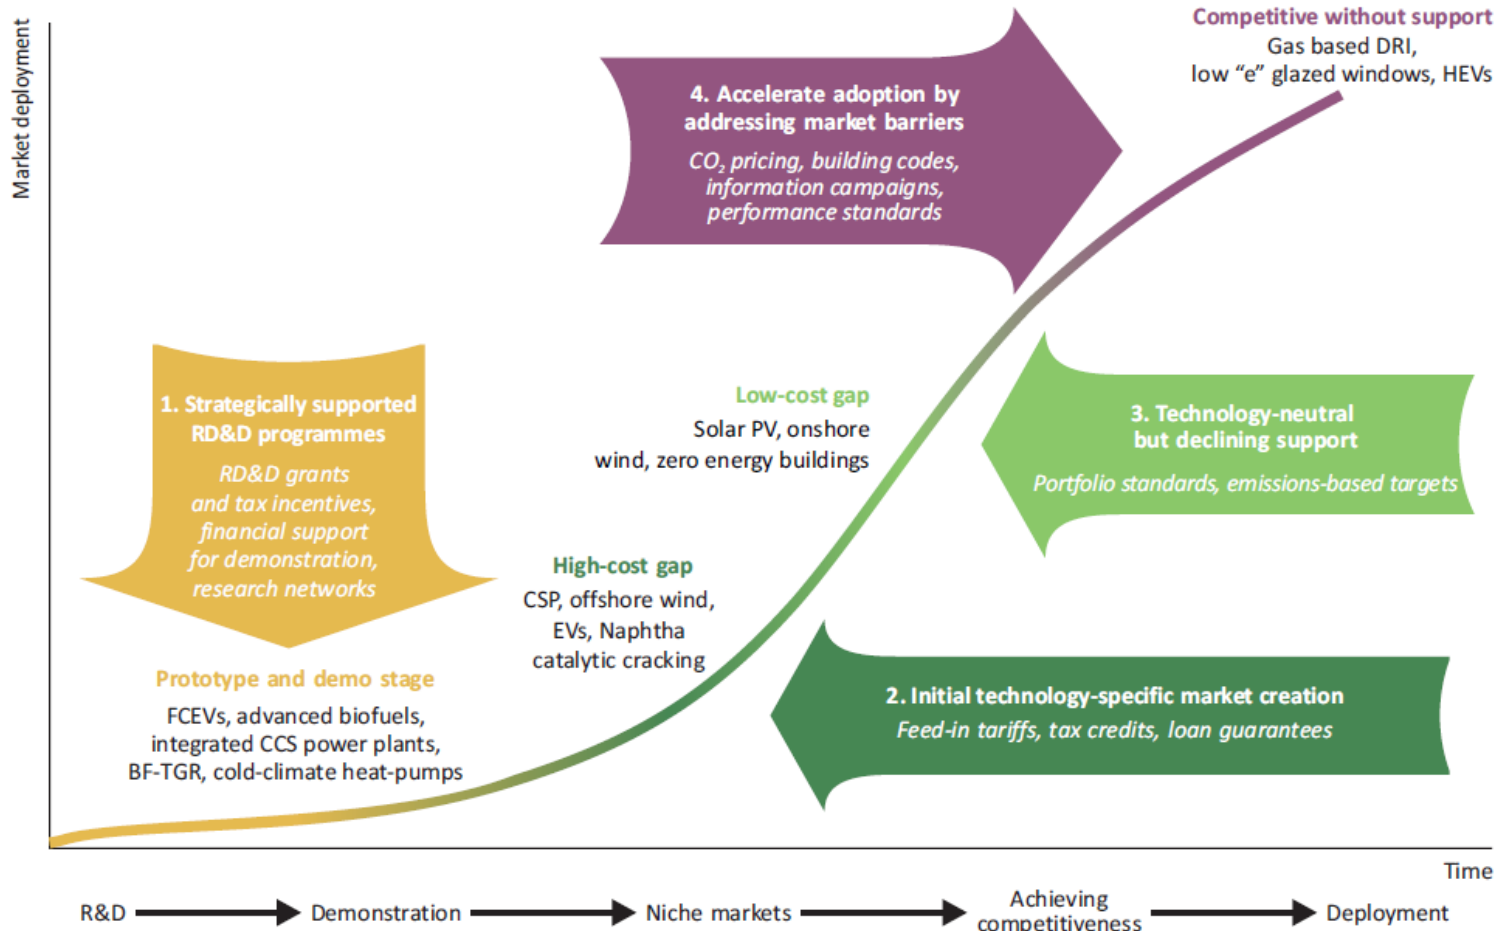 Market deployment
Competitive without support
Gas based DRI,
low “e” glazed windows, HEVs
4. Accelerate adoption by
addressing market barriers
CO₂ pricing, building codes,
information campaigns,
performance standards
1. Strategically supported
RD&D programmes
RD&D grants
and tax incentives,
financial support
for demonstration,
research networks
Low-cost gap
Solar PV, onshore
wind, zero energy buildings
3. Technology-neutral
but declining support
Portfolio standards, emissions-based targets
High-cost gap
CSP, offshore wind,
EVs, Naphtha
catalytic cracking
Prototype and demo stage
FCEVs, advanced biofuels,
integrated CCS power plants,
BF-TGR, cold-climate heat-pumps
2. Initial technology-specific market creation
Feed-in tariffs, tax credits, loan guarantees
Time
R&D
Demonstration
Niche markets
Achieving
competitiveness
Deployment